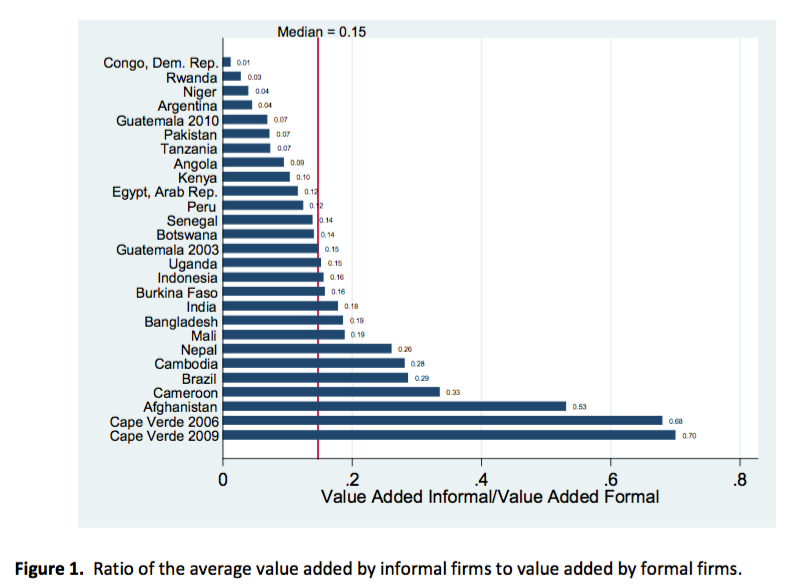 Median = 0.15
Congo, Dem. Rep. 0.01
Rwanda 0.03
Niger 0.04
Argentina 0.04
Guatemala 2010 0.07
Pakistan 0.07
Tanzania 0.07
Angola 0.09
Kenya 0.10
Egypt, Arab Rep. 0.12
Peru 0.12
Senegal 0.14
Botswana 0.14
Guatemala 2003 0.15
Uganda 0.15
Indonesia 0.16
Burkina Faso 0.16
India 0.18
Bangladesh 0.19
Mali 0.19
Nepal 0.26
Cambodia 0.28
Brazil 0.29
Cameroon 0.33
Afghanistan 0.53
Cape Verde 2006 0.68
Cape Verde 2009 0.70
0 .2 .4 .6 .8
Value Added Informal/Value Added Formal
Figure 1. Ratio of the average value added by informal firms to value added by formal firms.